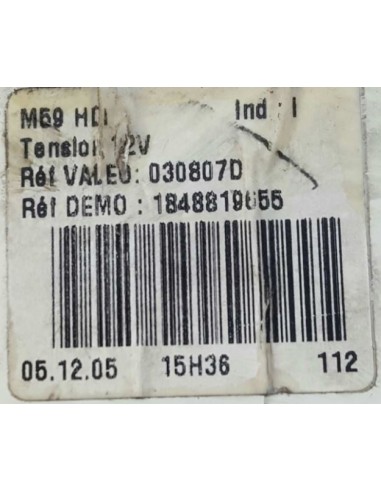 M59 HDI Ind : I
Tension 12V
Réf VALEO: 030807D
Réf DEMO : 1848819655
05.12.05 15H36 112